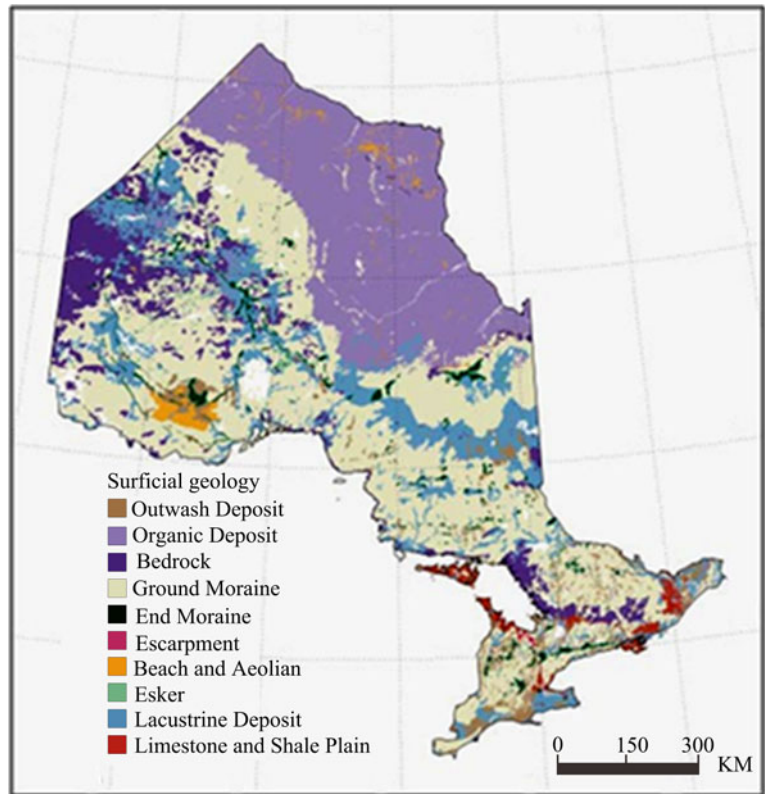 Surficial geology
Outwash Deposit
Organic Deposit
Bedrock
Ground Moraine
End Moraine
Escarpment
Beach and Aeolian
Esker
Lacustrine Deposit
Limestone and Shale Plain
0 150 300
KM